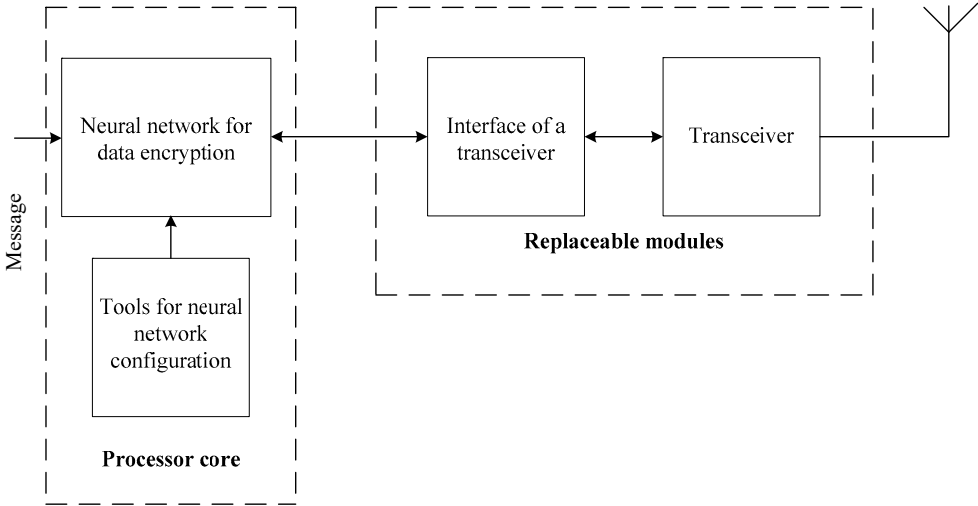 Message
Neural network for
data encryption
Interface of a
transceiver
Transceiver
Replaceable modules
Tools for neural
network
configuration
Processor core